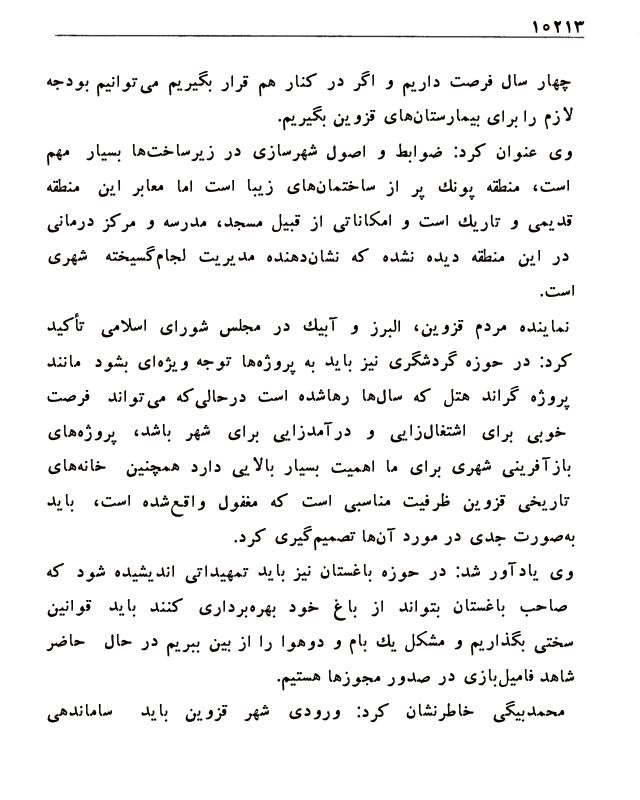 ۱۰۲۱۳
چهار سال فرصت داریم و اگر در کنار هم قرار بگیریم می‌توانیم بودجه
لازم را برای بیمارستان‌های قزوین بگیریم.
وی عنوان کرد: ضوابط و اصول شهرسازی در زیرساخت‌ها بسیار مهم
است، منطقه پونك پر از ساختمان‌های زیبا است اما معابر این منطقه
قدیمی و تاریك است و امکاناتی از قبیل مسجد، مدرسه و مرکز درمانی
در این منطقه دیده نشده که نشان‌دهنده مدیریت لجام‌گسیخته شهری
است.
نماینده مردم قزوین، البرز و آبیك در مجلس شورای اسلامی تأکید
کرد: در حوزه گردشگری نیز باید به پروژه‌ها توجه ویژه‌ای بشود مانند
پروژه گراند هتل که سال‌ها رهاشده است درحالی‌که می‌تواند فرصت
خوبی برای اشتغال‌زایی و درآمدزایی برای شهر باشد، پروژه‌های
بازآفرینی شهری برای ما اهمیت بسیار بالایی دارد همچنین خانه‌های
تاریخی قزوین ظرفیت مناسبی است که مغفول واقع‌شده است، باید
به‌صورت جدی در مورد آن‌ها تصمیم‌گیری کرد.
وی یادآور شد: در حوزه باغستان نیز باید تمهیداتی اندیشیده شود که
صاحب باغستان بتواند از باغ خود بهره‌برداری کنند باید قوانین
سختی بگذاریم و مشکل یك بام و دوهوا را از بین ببریم در حال حاضر
شاهد فامیل‌بازی در صدور مجوزها هستیم.
محمدبیگی خاطرنشان کرد: ورودی شهر قزوین باید ساماندهی